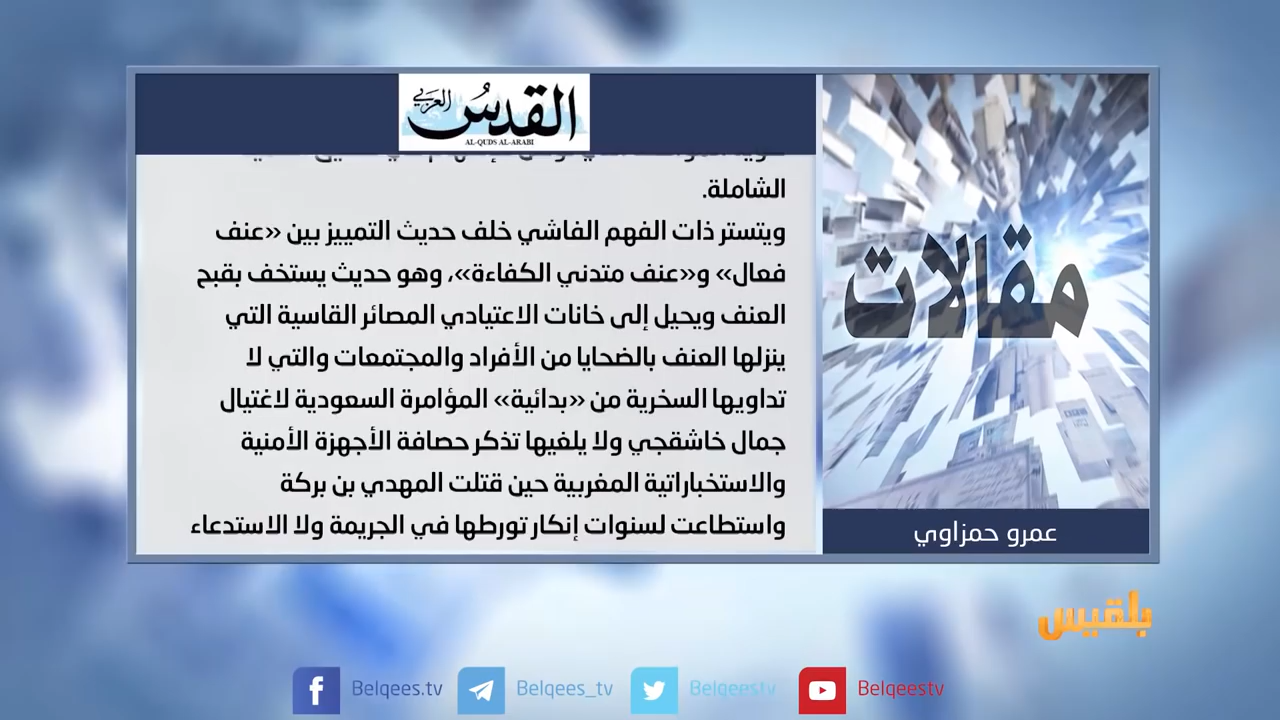 القدس العربي
AL-QUDS AL-ARABI
الشاملة.
ويتستر ذات الفهم الفاشي خلف حديث التمييز بين «عنف
فعال» و«عنف متدني الكفاءة»، وهو حديث يستخف بقبح
العنف ويحيل إلى خانات الاعتيادي المصائر القاسية التي
ينزلها العنف بالضحايا من الأفراد والمجتمعات والتي لا
تداويها السخرية من «بدائية» المؤامرة السعودية لاغتيال
جمال خاشقجي ولا يلغيها تذكر حصافة الأجهزة الأمنية
والاستخباراتية المغربية حين قتلت المهدي بن بركة
واستطاعت لسنوات إنكار تورطها في الجريمة ولا الاستدعاء
مقالات
عمرو حمزاوي
بلقيس
Belqees.tv
Belqees_tv
Belqeestv
Belqeestv